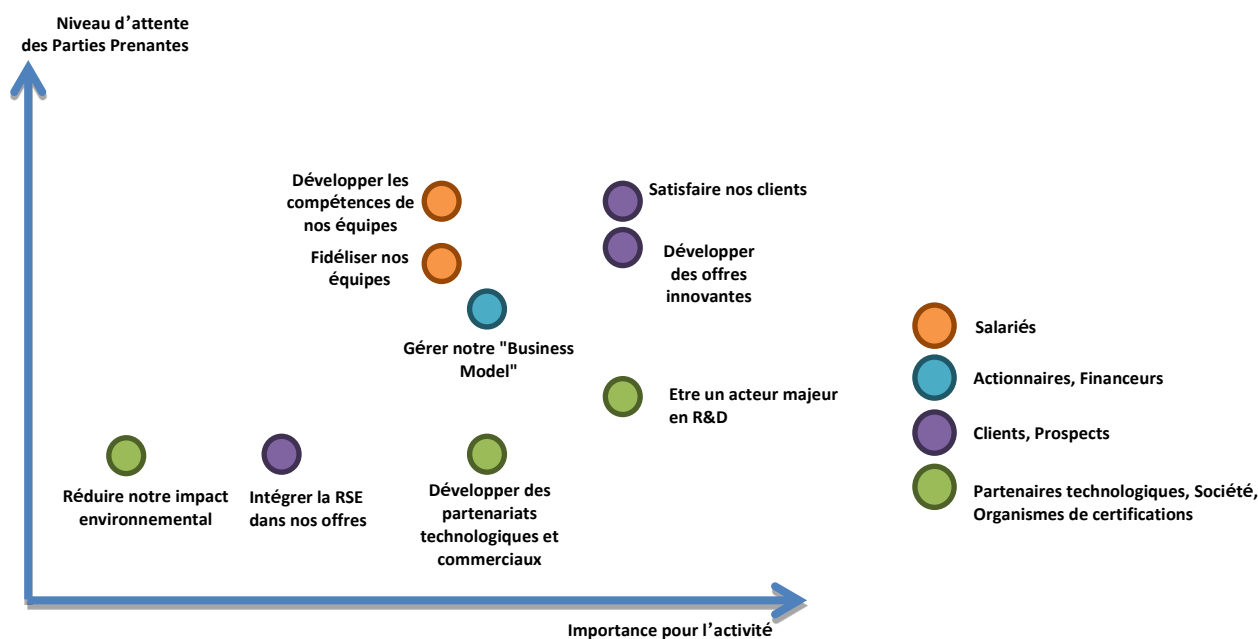 Niveau d'attente
des Parties Prenantes
Développer les
compétences de
nos équipes
Satisfaire nos clients
Fidéliser nos
équipes
Développer
des offres
innovantes
Gérer notre "Business
Model"
Etre un acteur majeur
en R&D
Réduire notre impact
environnemental
Intégrer la RSE
dans nos offres
Développer des
partenariats
technologiques et
commerciaux
Importance pour l'activité
Salariés
Actionnaires, Financeurs
Clients, Prospects
Partenaires technologiques, Société,
Organismes de certifications